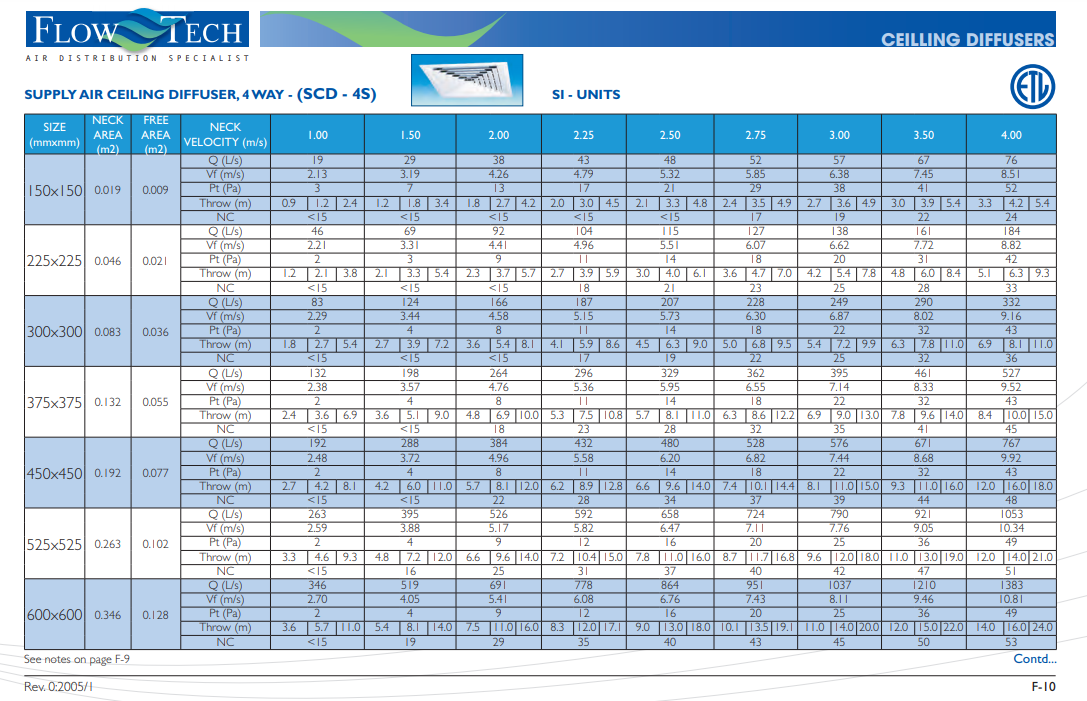 FLOW TECH
AIR DISTRIBUTION SPECIALIST
CEILLING DIFFUSERS
SUPPLY AIR CEILING DIFFUSER, 4 WAY - (SCD - 4S)
SI - UNITS
ETL
SIZE (mmxmm) NECK AREA (m2) FREE AREA (m2) NECK VELOCITY (m/s) 1.00 1.50 2.00 2.25 2.50 2.75 3.00 3.50 4.00
Q (L/s) 19 29 38 43 48 52 57 67 76
Vf (m/s) 2.13 3.19 4.26 4.79 5.32 5.85 6.38 7.45 8.51
150x150 0.019 0.009 Pt (Pa) 3 7 13 17 21 29 38 41 52
Throw (m) 0.9 1.2 2.4 1.2 1.8 3.4 1.8 2.7 4.2 2.0 3.0 4.5 2.1 3.3 4.8 2.4 3.5 4.9 2.7 3.6 4.9 3.0 3.9 5.4 3.3 4.2 5.4
NC <15 <15 <15 <15 <15 17 19 22 24
Q (L/s) 46 69 92 104 115 127 138 161 184
Vf (m/s) 2.21 3.31 4.41 4.96 5.51 6.07 6.62 7.72 8.82
225x225 0.046 0.021 Pt (Pa) 2 3 9 11 14 18 20 31 42
Throw (m) 1.2 2.1 3.8 2.1 3.3 5.4 2.3 3.7 5.7 2.7 3.9 5.9 3.0 4.0 6.1 3.6 4.7 7.0 4.2 5.4 7.8 4.8 6.0 8.4 5.1 6.3 9.3
NC <15 <15 <15 18 21 23 25 28 33
Q (L/s) 83 124 166 187 207 228 249 290 332
Vf (m/s) 2.29 3.44 4.58 5.15 5.73 6.30 6.87 8.02 9.16
300x300 0.083 0.036 Pt (Pa) 2 4 8 11 14 18 22 32 43
Throw (m) 1.8 2.7 5.4 2.7 3.9 7.2 3.6 5.4 8.1 4.1 5.9 8.6 4.5 6.3 9.0 5.0 6.8 9.5 5.4 7.2 9.9 6.3 7.8 11.0 6.9 8.1 11.0
NC <15 <15 <15 17 19 22 25 32 36
Q (L/s) 132 198 264 296 329 362 395 461 527
Vf (m/s) 2.38 3.57 4.76 5.36 5.95 6.55 7.14 8.33 9.52
375x375 0.132 0.055 Pt (Pa) 2 4 8 11 14 18 22 32 43
Throw (m) 2.4 3.6 6.9 3.6 5.1 9.0 4.8 6.9 10.0 5.3 7.5 10.8 5.7 8.1 11.0 6.3 8.6 12.2 6.9 9.0 13.0 7.8 9.6 14.0 8.4 10.0 15.0
NC <15 <15 18 23 28 32 35 41 45
Q (L/s) 192 288 384 432 480 528 576 671 767
Vf (m/s) 2.48 3.72 4.96 5.58 6.20 6.82 7.44 8.68 9.92
450x450 0.192 0.077 Pt (Pa) 2 4 8 11 14 18 22 32 43
Throw (m) 2.7 4.2 8.1 4.2 6.0 11.0 5.7 8.1 12.0 6.2 8.9 12.8 6.6 9.6 14.0 7.4 10.1 14.4 8.1 11.0 15.0 9.3 11.0 16.0 12.0 16.0 18.0
NC <15 <15 22 28 34 37 39 44 48
Q (L/s) 263 395 526 592 658 724 790 921 1053
Vf (m/s) 2.59 3.88 5.17 5.82 6.47 7.11 7.76 9.05 10.34
525x525 0.263 0.102 Pt (Pa) 2 4 9 12 16 20 25 36 49
Throw (m) 3.3 4.6 9.3 4.8 7.2 12.0 6.6 9.6 14.0 7.2 10.4 15.0 7.8 11.0 16.0 8.7 11.7 16.8 9.6 12.0 18.0 11.0 13.0 19.0 12.0 14.0 21.0
NC <15 16 25 31 37 40 42 47 51
Q (L/s) 346 519 691 778 864 951 1037 1210 1383
Vf (m/s) 2.70 4.05 5.41 6.08 6.76 7.43 8.11 9.46 10.81
600x600 0.346 0.128 Pt (Pa) 2 4 9 12 16 20 25 36 49
Throw (m) 3.6 5.7 11.0 5.4 8.1 14.0 7.5 11.0 16.0 8.3 12.0 17.1 9.0 13.0 18.0 10.1 13.5 19.1 11.0 14.0 20.0 12.0 15.0 22.0 14.0 16.0 24.0
NC <15 19 29 35 40 43 45 50 53
See notes on page F-9
Contd...
Rev. 0:2005/1
F-10